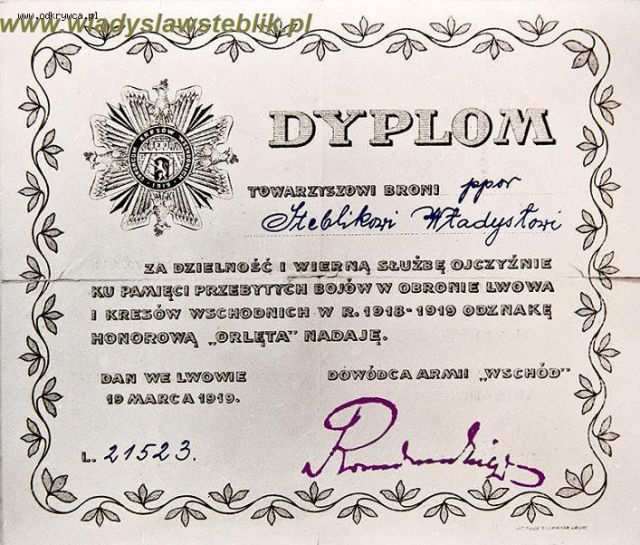 www.odkrywca.pl
www.wladyslawsteblik.pl
DYPLOM
TOWARZYSZOWI BRONI ppor
Steblikowi Władysłowi
ZA DZIELNOŚĆ I WIERNĄ SŁUŻBĘ OJCZYŹNIE
KU PAMIĘCI PRZEBYTYCH BOJÓW W OBRONIE LWOWA
I KRESÓW WSCHODNICH W R. 1918-1919 ODZNAKĘ
HONOROWĄ „ORLĘTA" NADAJĘ.
DAN WE LWOWIE DOWÓDCA ARMII „WSCHÓD"
19 MARCA 1919.
L. 21523.